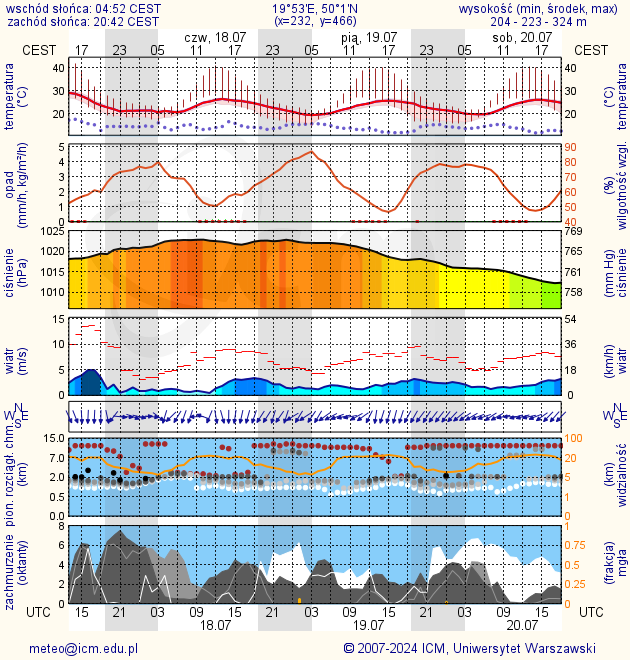 wschód słońca: 04:52 CEST 19°53'E, 50°1'N wysokość (min, środek, max)
zachód słońca: 20:42 CEST (x=232, y=466) 204 - 223 - 324 m
czw, 18.07 pią, 19.07 sob, 20.07
CEST 17 23 05 11 17 23 05 11 17 23 05 11 17 CEST
temperatura
(°C)
40
30
20
40
30
20
temperatura
(°C)
opad
(mm/h, kg/m²/h)
5
4
3
2
1
0
90
80
70
60
50
40
(%)
wilgotność wzgl.
ciśnienie
(hPa)
1025
1020
1015
1010
769
765
761
758
(mm Hg)
ciśnienie
wiatr
(m/s)
15
10
5
0
54
36
18
0
(km/h)
wiatr
N
W E
S
N
W E
S
pion. rozciągł. chm.
(km)
15.0
7.0
2.0
0.5
0.0
100
20
5
1
0
(km)
widzialność
zachmurzenie
(oktanty)
8
6
4
2
0
1
0.75
0.5
0.25
0
(frakcja)
mgła
UTC 15 21 03 09 15 21 03 09 15 21 03 09 15 UTC
18.07 19.07 20.07
meteo@icm.edu.pl © 2007-2024 ICM, Uniwersytet Warszawski